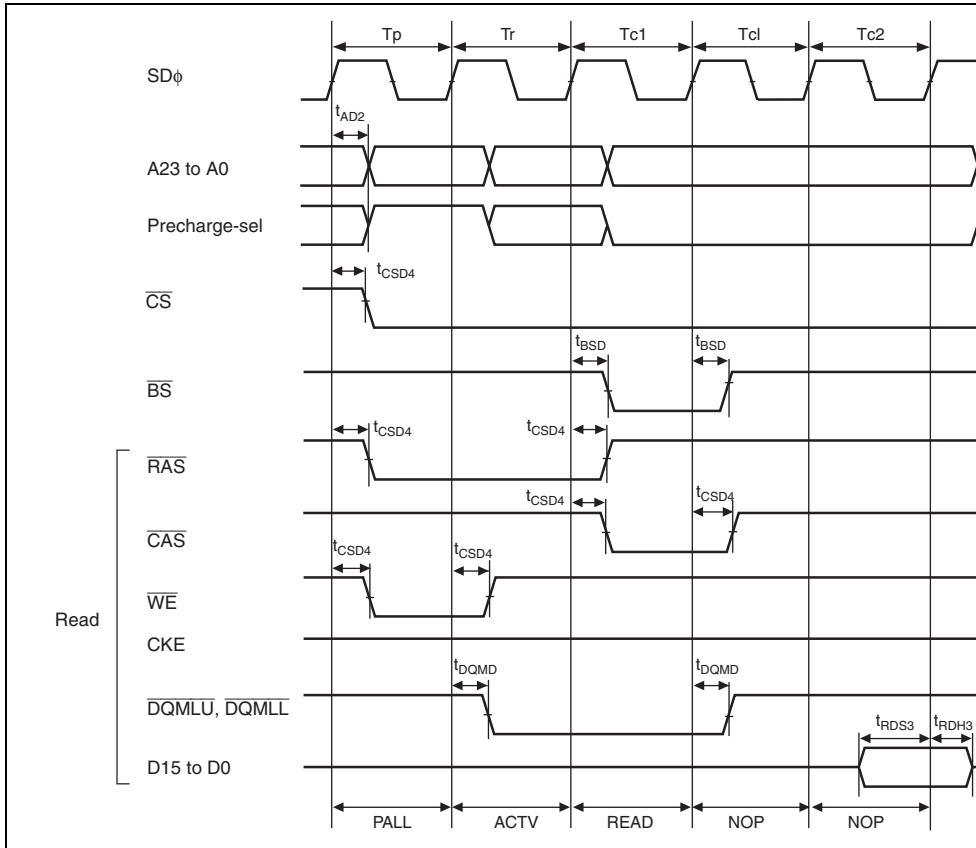 Tp Tr Tc1 Tcl Tc2
SDϕ
tAD2
A23 to A0
Precharge-sel
tCSD4
CS
tBSD tBSD
BS
tCSD4 tCSD4
RAS
tCSD4 tCSD4
CAS
tCSD4 tCSD4
WE
Read
CKE
tDQMD tDQMD
DQMLU, DQMLL
tRDS3 tRDH3
D15 to D0
PALL ACTV READ NOP NOP